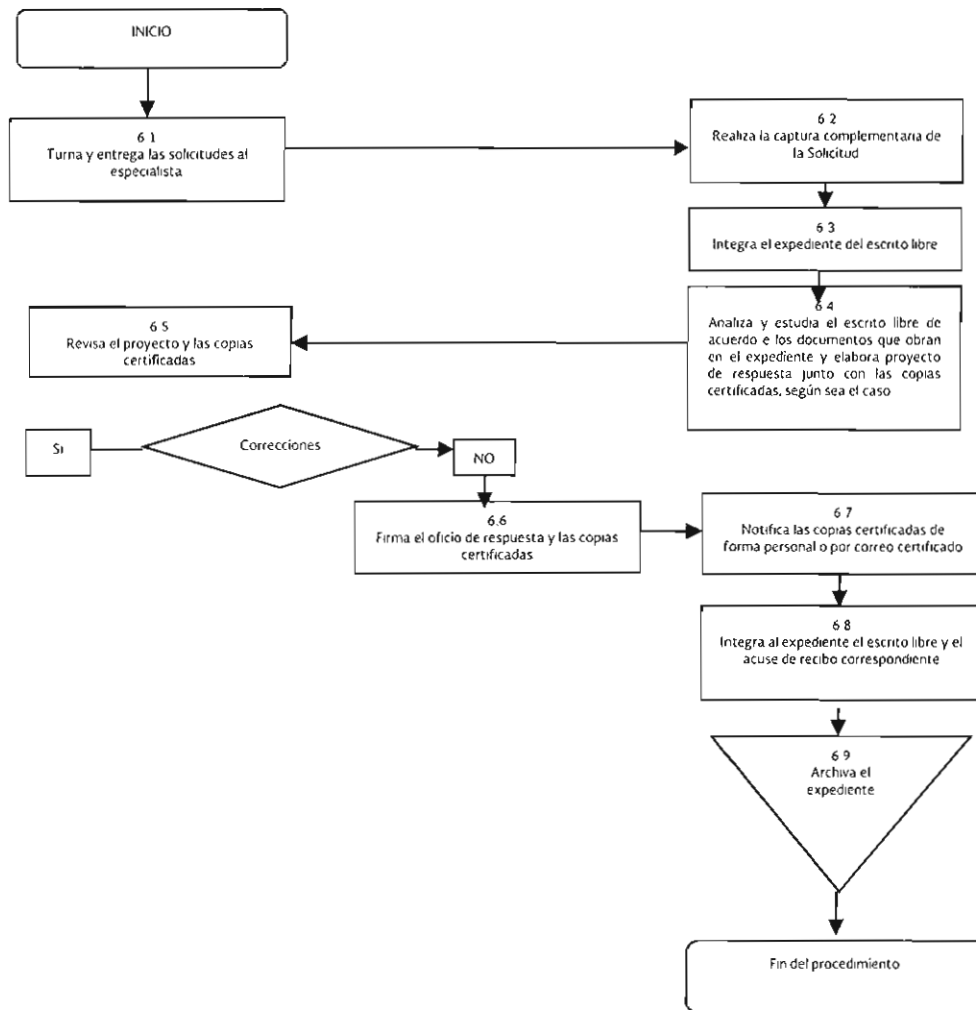 INICIO
6 1
Turna y entrega las solicitudes al
especialista
6 2
Realiza la captura complementaria de
la Solicitud
6 3
Integra el expediente del escrito libre
6 4
Analiza y estudia el escrito libre de
acuerdo e los documentos que obran
en el expediente y elabora proyecto
de respuesta junto con las copias
certificadas, según sea el caso
6 5
Revisa el proyecto y las copias
certificadas
Correcciones
Si
NO
6.6
Firma el oficio de respuesta y las copias
certificadas
6 7
Notifica las copias certificadas de
forma personal o por correo certificado
6 8
Integra al expediente el escrito libre y el
acuse de recibo correspondiente
6 9
Archiva el
expediente
Fin del procedimiento